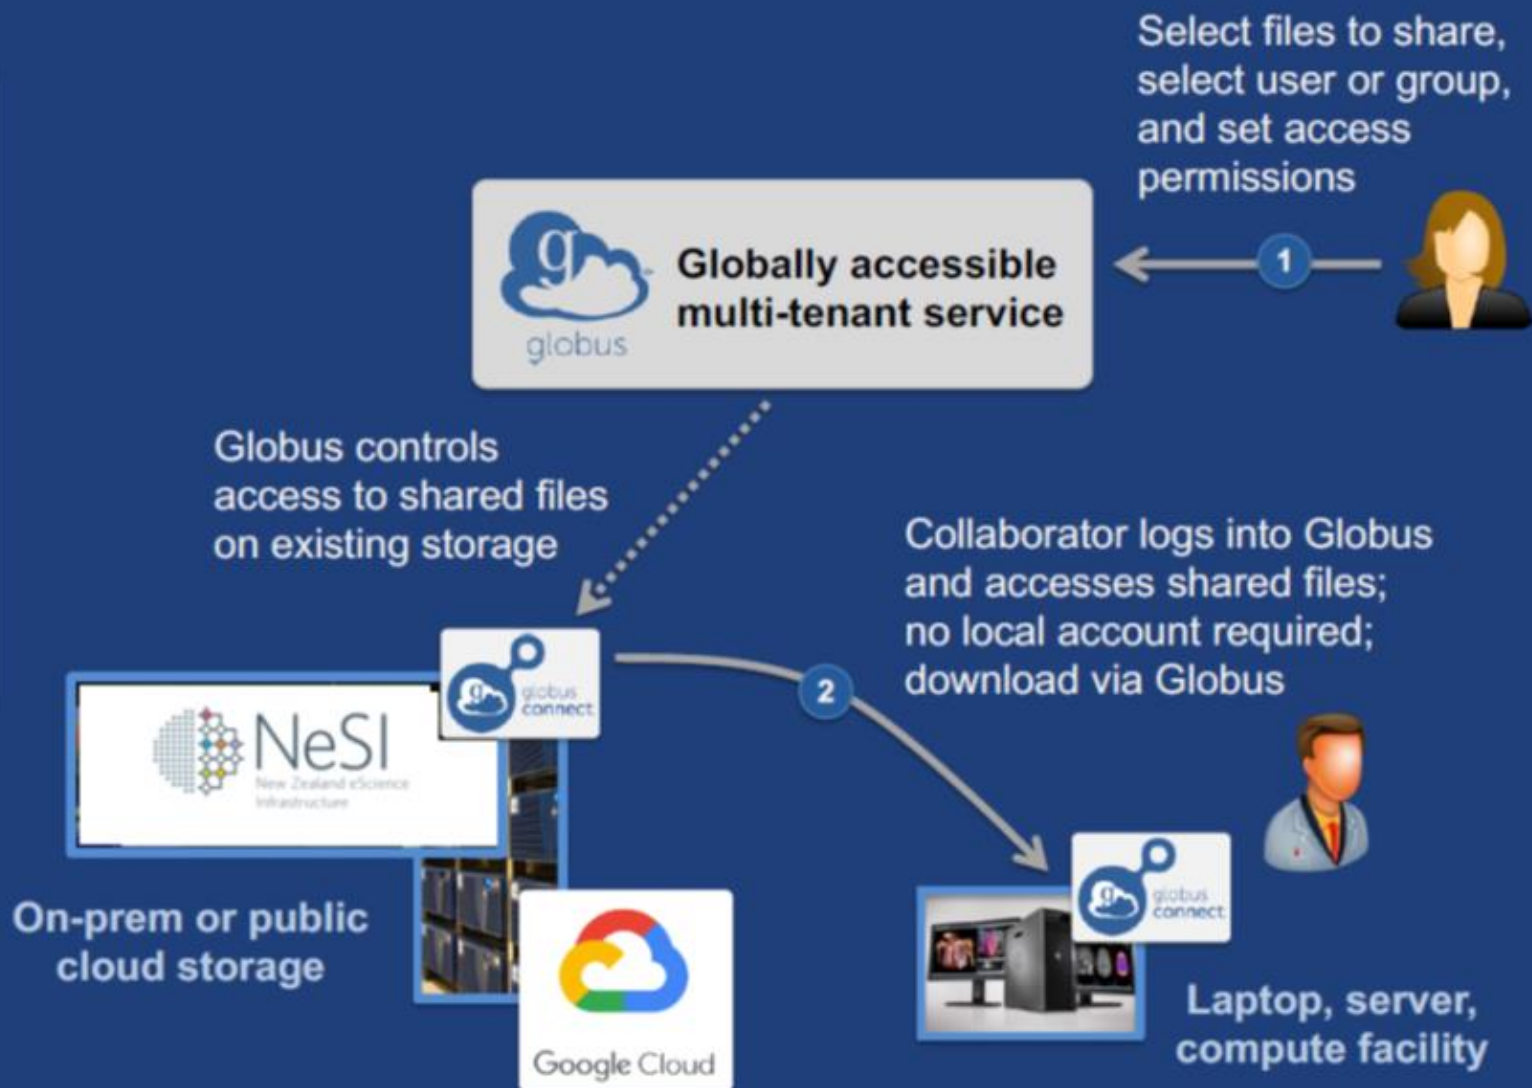 Select files to share,
select user or group,
and set access
permissions
g
globus
Globally accessible
multi-tenant service
1
Globus controls
access to shared files
on existing storage
Collaborator logs into Globus
and accesses shared files;
no local account required;
download via Globus
2
g
globus
connect
NeSI
New Zealand eScience
Infrastructure
On-prem or public
cloud storage
Google Cloud
g
globus
connect
Laptop, server,
compute facility